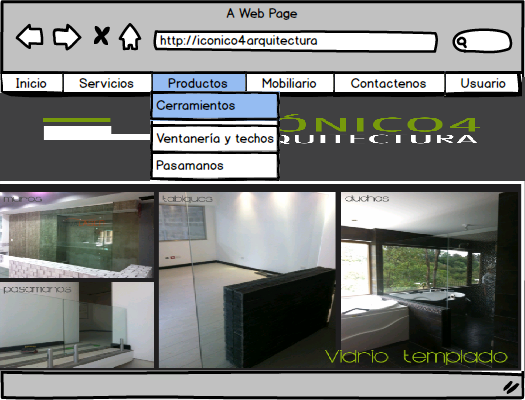 A Web Page
http://iconico4arquitectura
Inicio
Servicios
Productos
Mobiliario
Contactenos
Usuario
Cerramientos
Ventanería y techos
Pasamanos
ÓNICO4
QUITECTURA
muros
tabiques
duchas
pasamanos
Vidrio templado